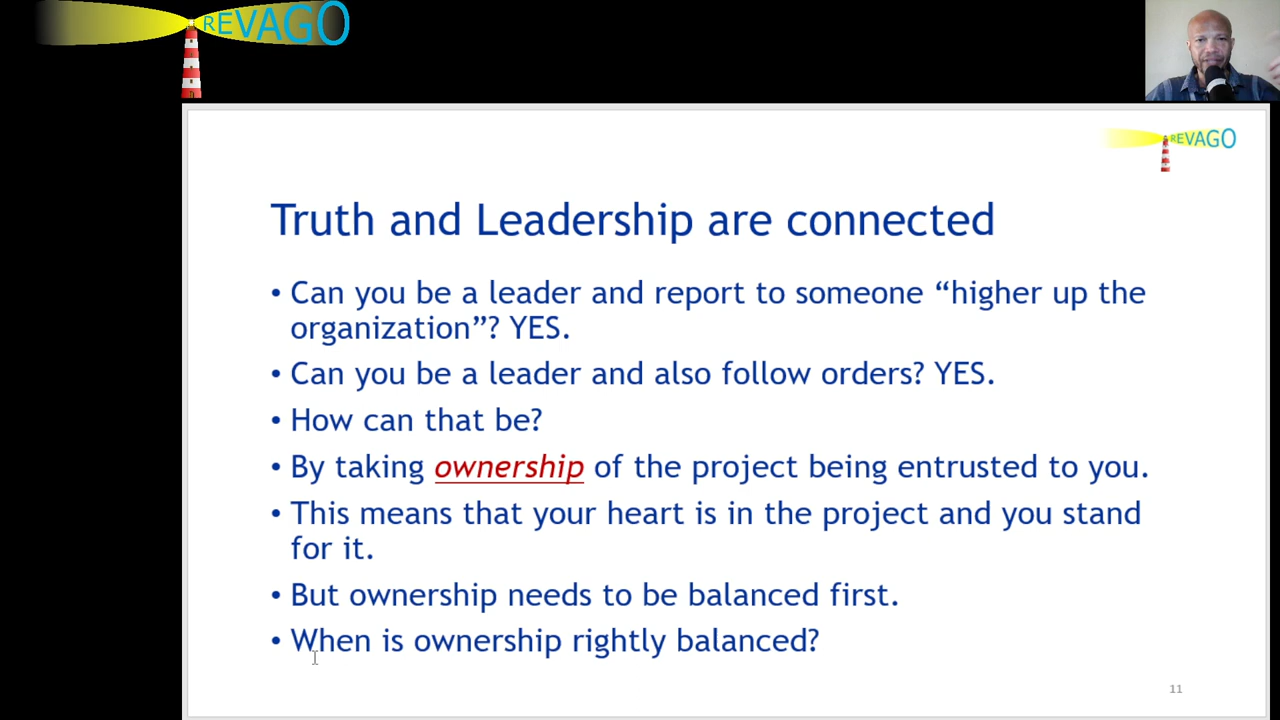 REVAGO
REVAGO
Truth and Leadership are connected
• Can you be a leader and report to someone “higher up the
organization”? YES.
• Can you be a leader and also follow orders? YES.
• How can that be?
• By taking ownership of the project being entrusted to you.
• This means that your heart is in the project and you stand
for it.
• But ownership needs to be balanced first.
• When is ownership rightly balanced?
11